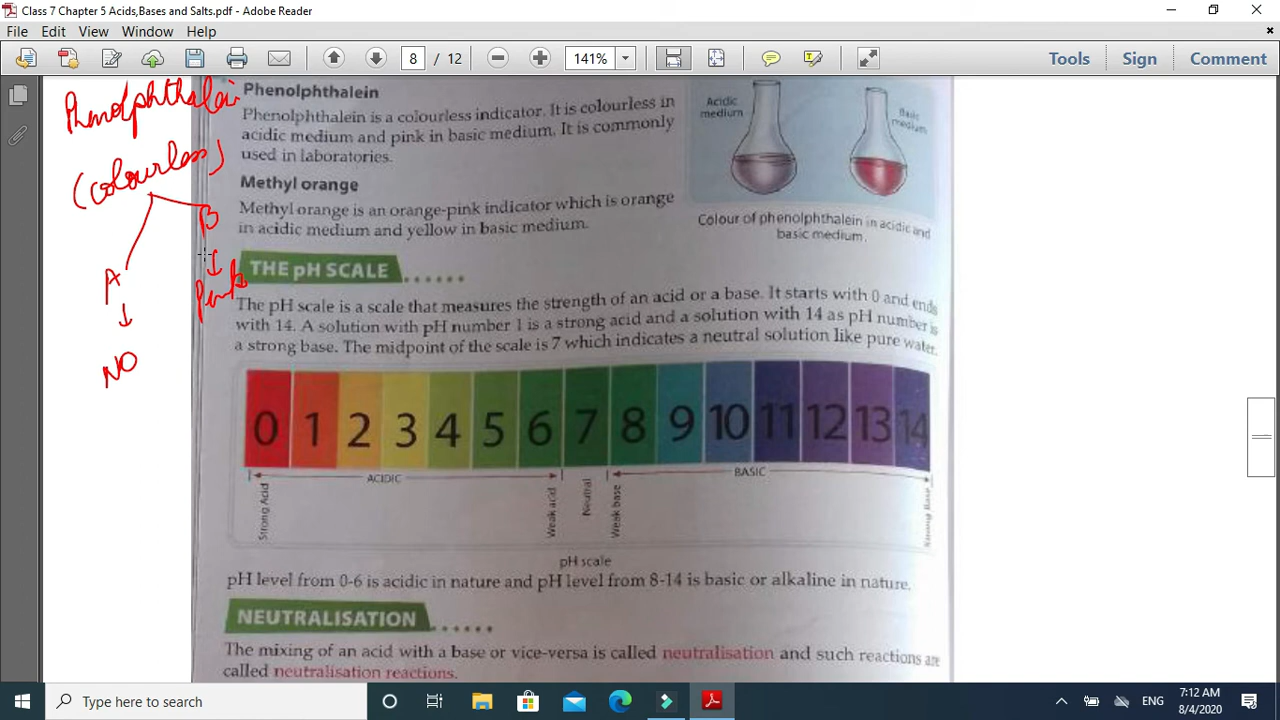 Class 7 Chapter 5 Acids,Bases and Salts.pdf - Adobe Reader
File Edit View Window Help
8 / 12 141% Tools Sign Comment
Phenolphthalein
(colourless)
A B
↓ ↓
NO Pink
Phenolphthalein
Phenolphthalein is a colourless indicator. It is colourless in
acidic medium and pink in basic medium. It is commonly
used in laboratories.
Methyl orange
Methyl orange is an orange-pink indicator which is orange
in acidic medium and yellow in basic medium.
Acidic
medium
Basic
medium
Colour of phenolphthalein in acidic and
basic medium.
THE pH SCALE
The pH scale is a scale that measures the strength of an acid or a base. It starts with 0 and ends
with 14. A solution with pH number 1 is a strong acid and a solution with 14 as pH number is
a strong base. The midpoint of the scale is 7 which indicates a neutral solution like pure water.
0 1 2 3 4 5 6 7 8 9 10 11 12 13 14
ACIDIC BASIC
Strong Acid Weak acid Neutral Weak base Strong Base
pH scale
pH level from 0-6 is acidic in nature and pH level from 8-14 is basic or alkaline in nature.
NEUTRALISATION
The mixing of an acid with a base or vice-versa is called neutralisation and such reactions are
called neutralisation reactions.
Type here to search
ENG
7:12 AM
8/4/2020